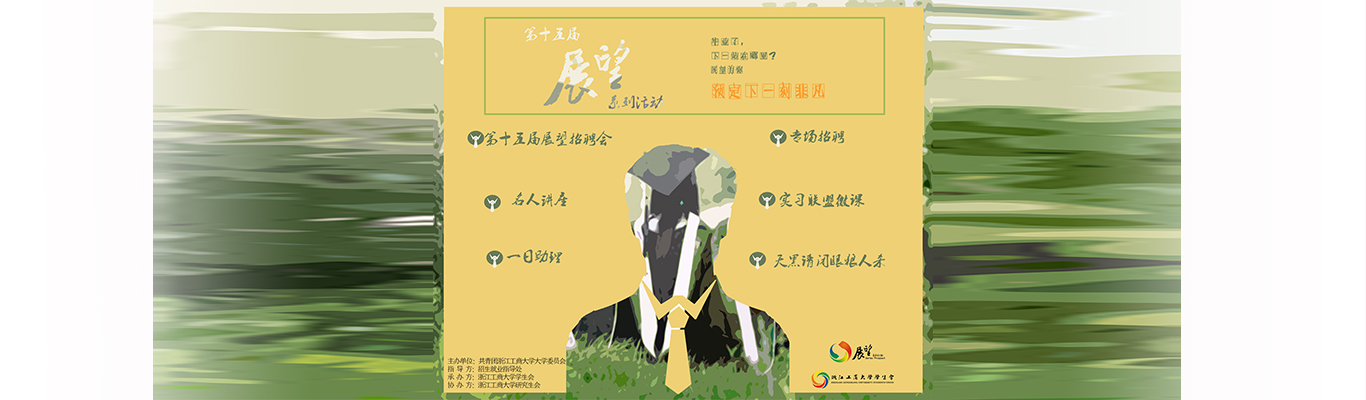 第十五届
展望
系列活动
毕业了，
下一站在哪里？
预定下一刻非凡
第十五届展望招聘会
专场招聘
名人讲座
实习联盟微课
一日助理
天黑请闭眼狼人杀
主办单位：共青团浙江工商大学大学委员会
指 导 方：招生就业指导处
承 办 方：浙江工商大学学生会
协 办 方：浙江工商大学研究生会
展望
浙江工商大学学生会